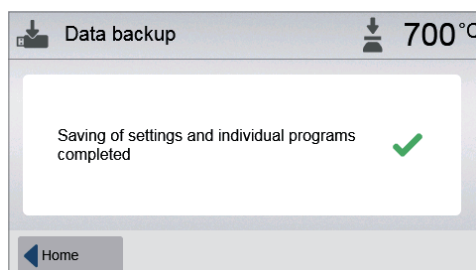 Data backup
700°C
Saving of settings and individual programs
completed
Home